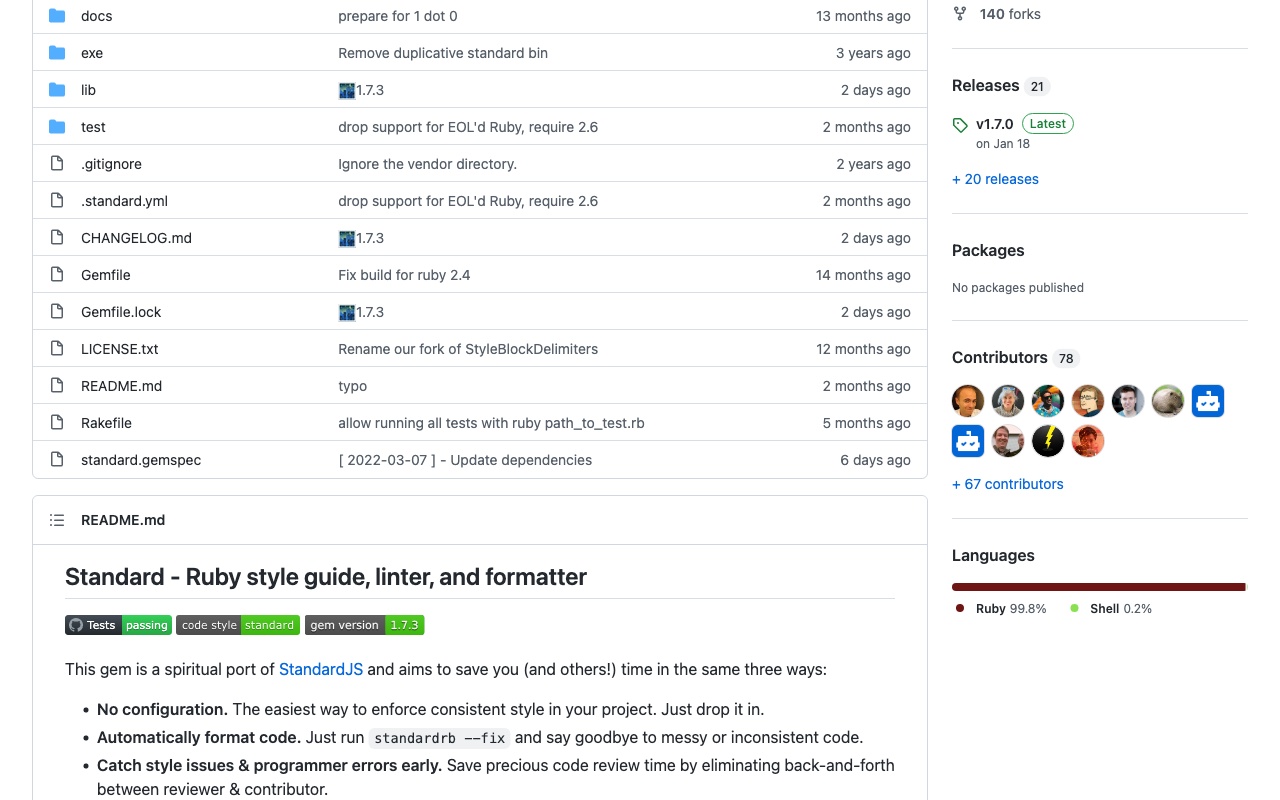 docs prepare for 1 dot 0 13 months ago
exe Remove duplicative standard bin 3 years ago
lib 1.7.3 2 days ago
test drop support for EOL'd Ruby, require 2.6 2 months ago
.gitignore Ignore the vendor directory. 2 years ago
.standard.yml drop support for EOL'd Ruby, require 2.6 2 months ago
CHANGELOG.md 1.7.3 2 days ago
Gemfile Fix build for ruby 2.4 14 months ago
Gemfile.lock 1.7.3 2 days ago
LICENSE.txt Rename our fork of StyleBlockDelimiters 12 months ago
README.md typo 2 months ago
Rakefile allow running all tests with ruby path_to_test.rb 5 months ago
standard.gemspec [ 2022-03-07 ] - Update dependencies 6 days ago
README.md
Standard - Ruby style guide, linter, and formatter
Tests passing code style standard gem version 1.7.3
This gem is a spiritual port of StandardJS and aims to save you (and others!) time in the same three ways:
• No configuration. The easiest way to enforce consistent style in your project. Just drop it in.
• Automatically format code. Just run standardrb --fix and say goodbye to messy or inconsistent code.
• Catch style issues & programmer errors early. Save precious code review time by eliminating back-and-forth
between reviewer & contributor.
140 forks
Releases 21
v1.7.0 Latest
on Jan 18
+ 20 releases
Packages
No packages published
Contributors 78
+ 67 contributors
Languages
Ruby 99.8% Shell 0.2%